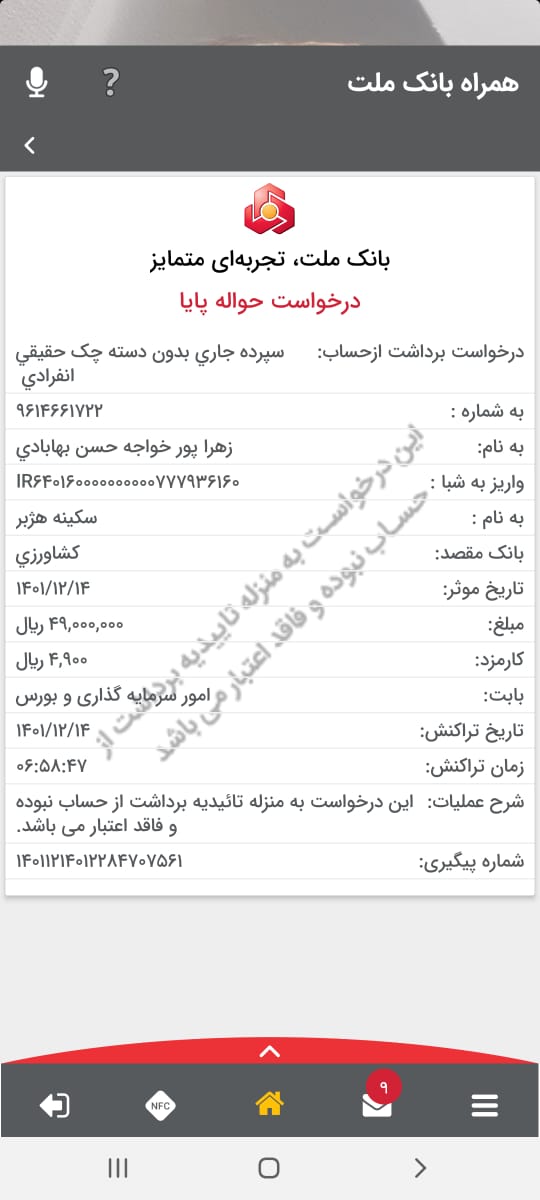 همراه بانک ملت
?
بانک ملت، تجربه‌ای متمایز
درخواست حواله پایا
درخواست برداشت ازحساب: سپرده جاري بدون دسته چک حقيقي
انفرادي
به شماره : ۹۶۱۴۶۶۱۷۲۲
به نام: زهرا پور خواجه حسن بهابادي
واریز به شبا : IR۶۴۰۱۶۰۰۰۰۰۰۰۰۰۰۷۷۷۹۳۶۱۶۰
به نام : سکینه هژبر
بانک مقصد: کشاورزي
تاریخ موثر: ۱۴۰۱/۱۲/۱۴
مبلغ: ۴۹,۰۰۰,۰۰۰ ریال
کارمزد: ۴,۹۰۰ ریال
بابت: امور سرمایه گذاری و بورس
تاریخ تراکنش: ۱۴۰۱/۱۲/۱۴
زمان تراکنش: ۰۶:۵۸:۴۷
شرح عملیات: این درخواست به منزله تائیدیه برداشت از حساب نبوده
و فاقد اعتبار می باشد.
شماره پیگیری: ۱۴۰۱۱۲۱۴۰۱۲۲۸۴۷۰۷۵۶۱
این درخواست به منزله تاییدیه برداشت از
حساب نبوده و فاقد اعتبار می باشد
NFC
۹